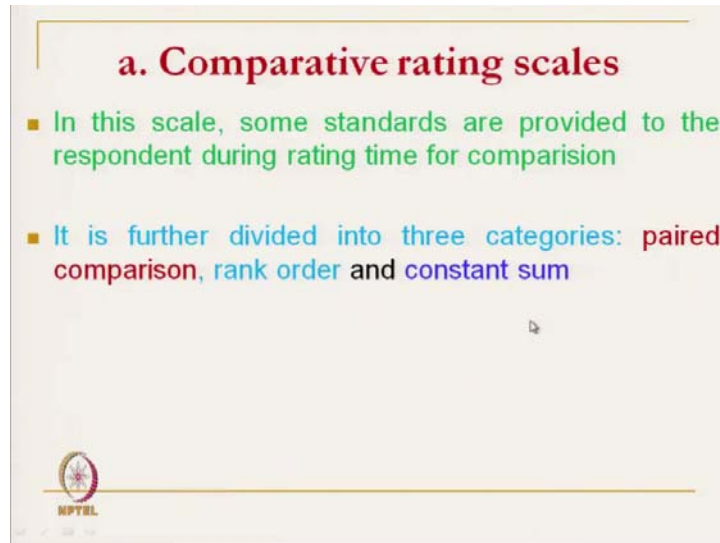 a. Comparative rating scales
In this scale, some standards are provided to the
respondent during rating time for comparision
It is further divided into three categories: paired
comparison, rank order and constant sum
NPTEL